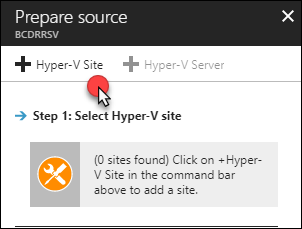 Prepare source
BCDRRSV
Hyper-V Site Hyper-V Server
Step 1: Select Hyper-V site
(0 sites found) Click on +Hyper-
V Site in the command bar
above to add a site.